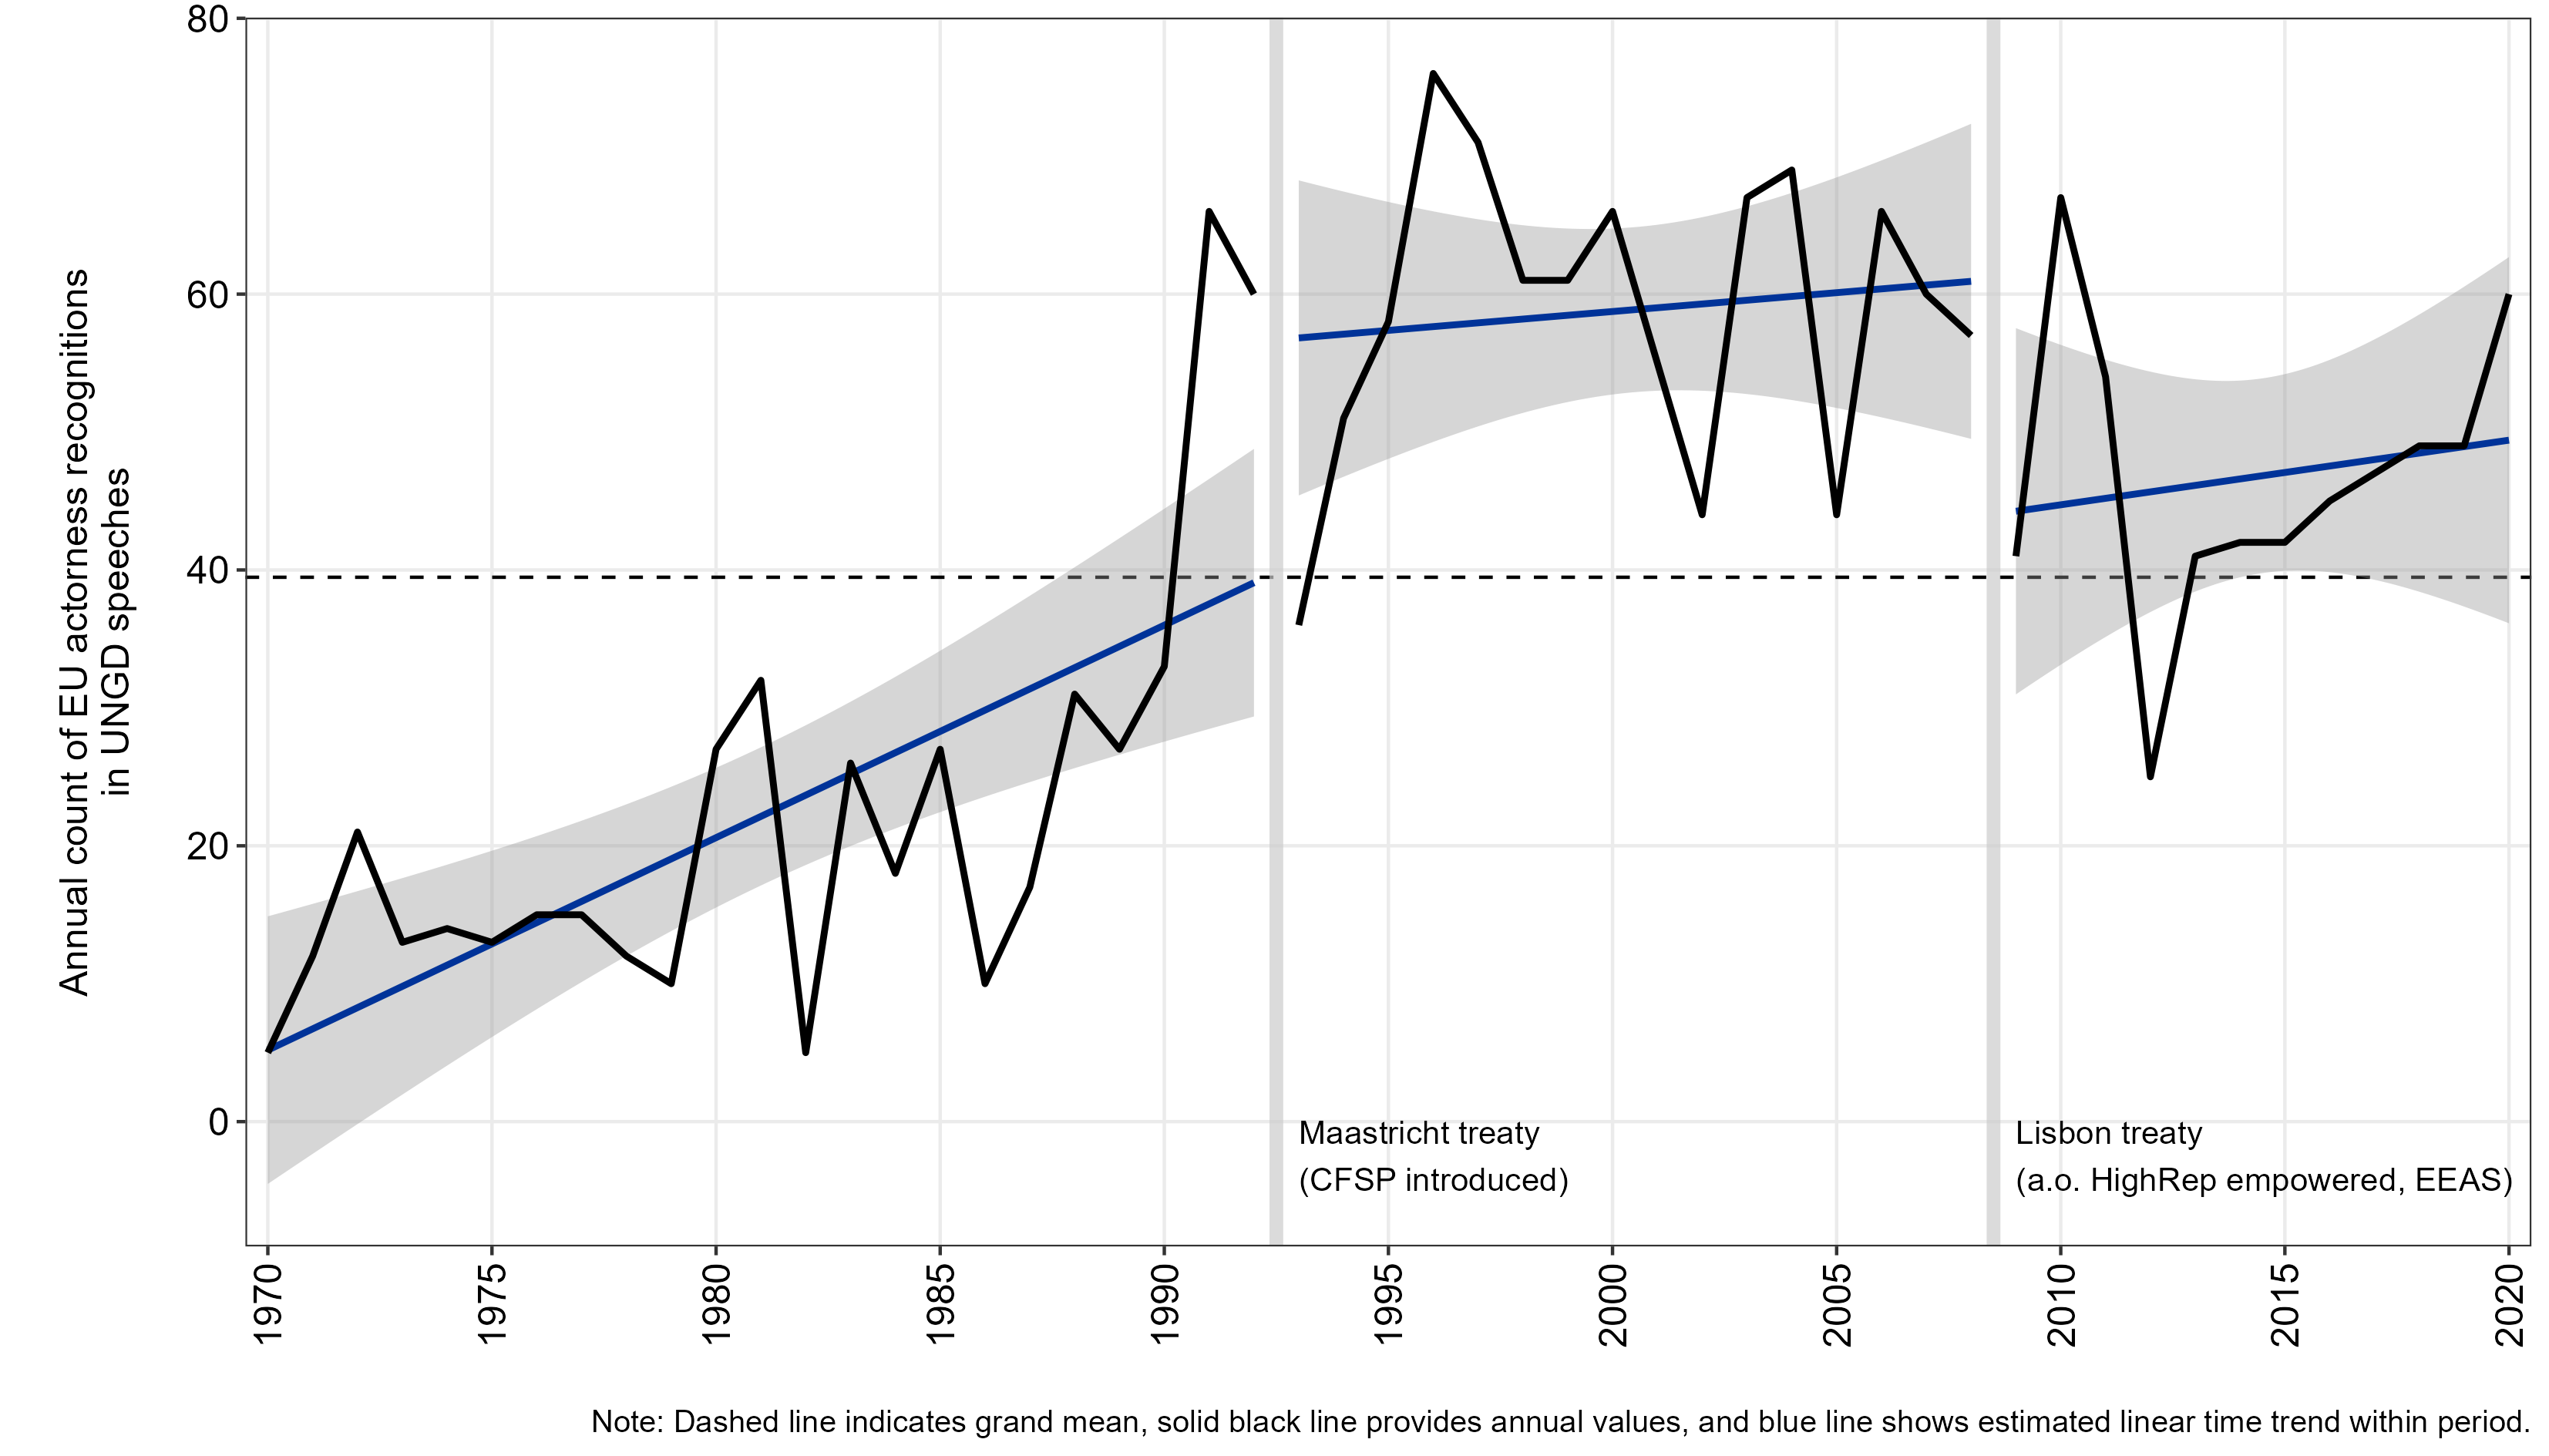 Annual count of EU actorness recognitions
in UNGD speeches
80
60
40
20
0
Maastricht treaty
(CFSP introduced)
Lisbon treaty
(a.o. HighRep empowered, EEAS)
1970
1975
1980
1985
1990
1995
2000
2005
2010
2015
2020
Note: Dashed line indicates grand mean, solid black line provides annual values, and blue line shows estimated linear time trend within period.